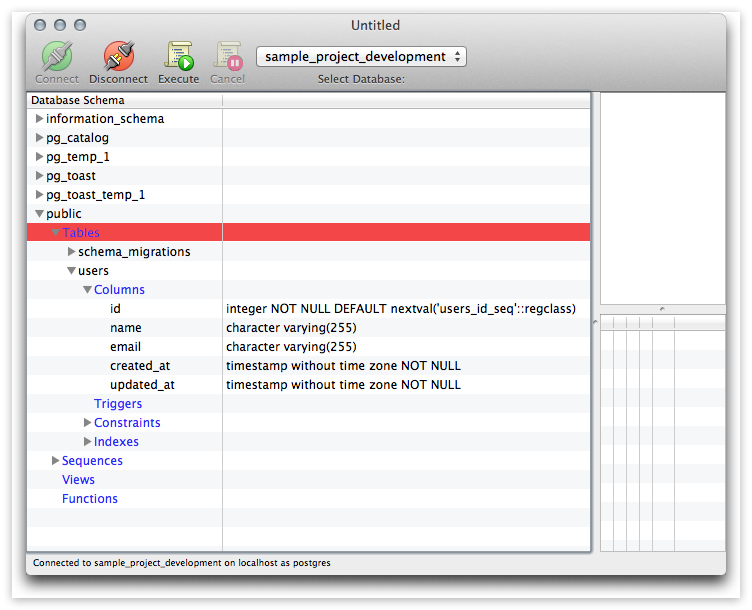 Untitled
Connect Disconnect Execute Cancel sample_project_development
Select Database:
Database Schema
information_schema
pg_catalog
pg_temp_1
pg_toast
pg_toast_temp_1
public
Tables
schema_migrations
users
Columns
id integer NOT NULL DEFAULT nextval('users_id_seq'::regclass)
name character varying(255)
email character varying(255)
created_at timestamp without time zone NOT NULL
updated_at timestamp without time zone NOT NULL
Triggers
Constraints
Indexes
Sequences
Views
Functions
Connected to sample_project_development on localhost as postgres